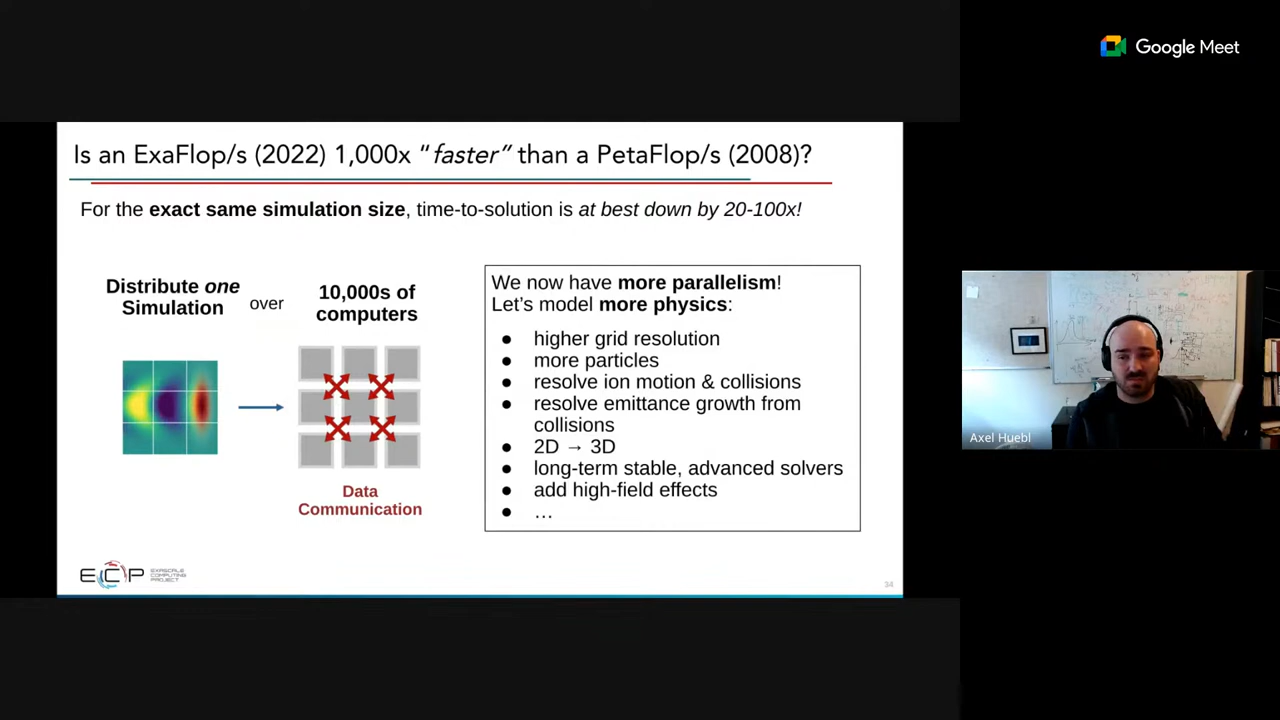 Google Meet
Is an ExaFlop/s (2022) 1,000x “faster” than a PetaFlop/s (2008)?
For the exact same simulation size, time-to-solution is at best down by 20-100x!
Distribute one
Simulation
over
10,000s of
computers
Data
Communication
We now have more parallelism!
Let’s model more physics:
● higher grid resolution
● more particles
● resolve ion motion & collisions
● resolve emittance growth from
collisions
● 2D → 3D
● long-term stable, advanced solvers
● add high-field effects
● …
ECP
EXASCALE
COMPUTING
PROJECT
34
Axel Huebl